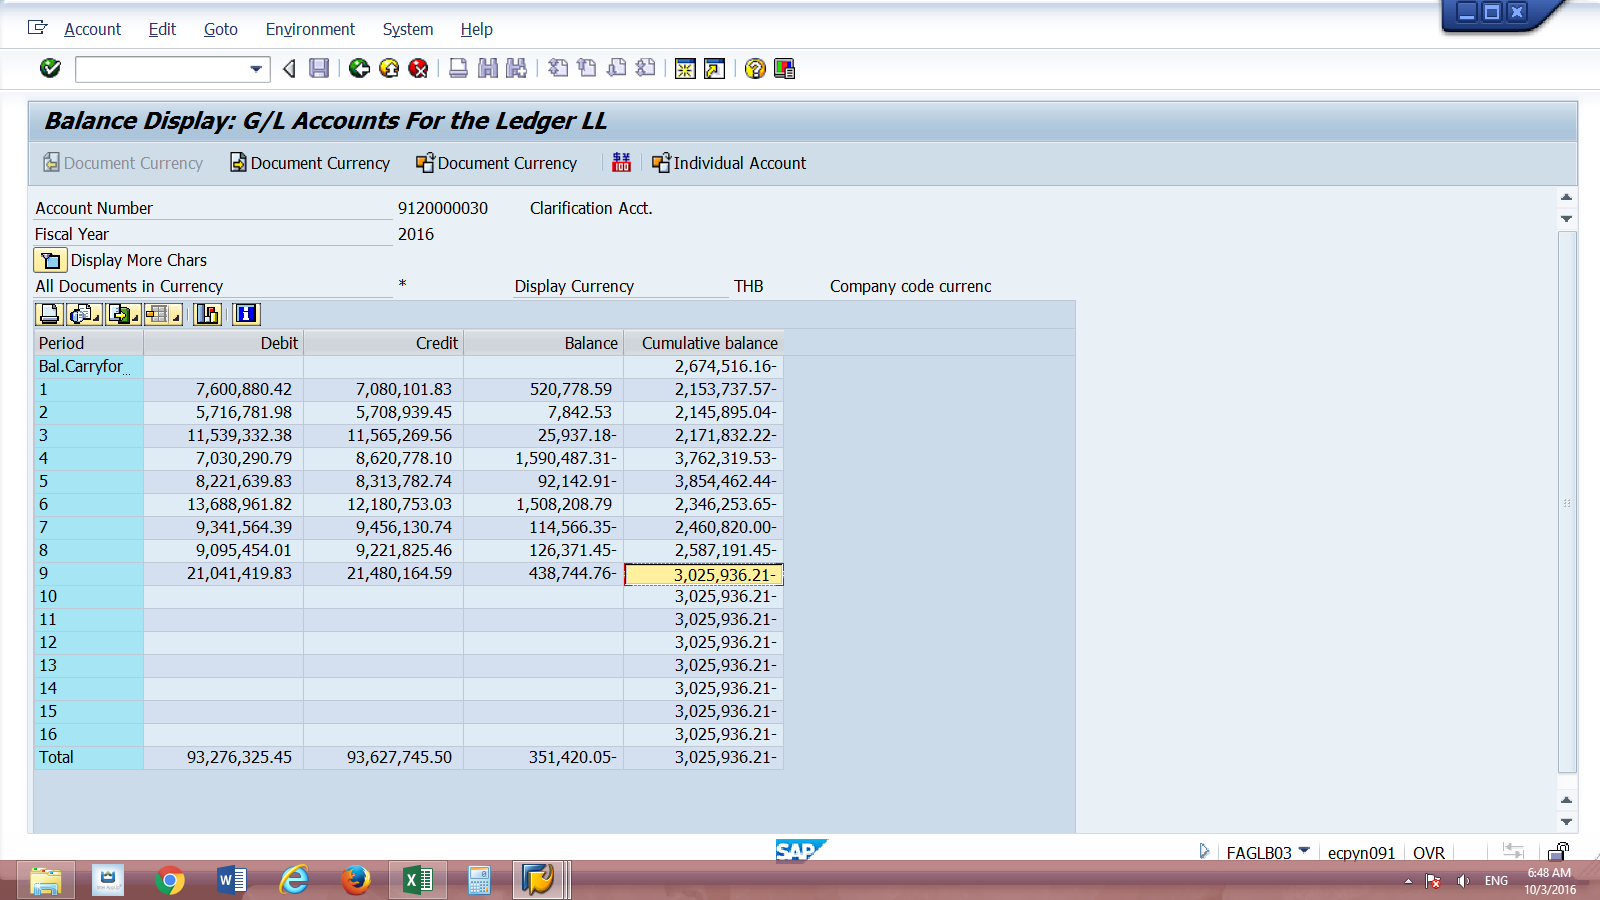 Account Edit Goto Environment System Help
Balance Display: G/L Accounts For the Ledger LL
Document Currency Document Currency Document Currency Individual Account
Account Number 9120000030 Clarification Acct.
Fiscal Year 2016
Display More Chars
All Documents in Currency * Display Currency THB Company code currenc
Period Debit Credit Balance Cumulative balance
Bal.Carryfor... 2,674,516.16-
1 7,600,880.42 7,080,101.83 520,778.59 2,153,737.57-
2 5,716,781.98 5,708,939.45 7,842.53 2,145,895.04-
3 11,539,332.38 11,565,269.56 25,937.18- 2,171,832.22-
4 7,030,290.79 8,620,778.10 1,590,487.31- 3,762,319.53-
5 8,221,639.83 8,313,782.74 92,142.91- 3,854,462.44-
6 13,688,961.82 12,180,753.03 1,508,208.79 2,346,253.65-
7 9,341,564.39 9,456,130.74 114,566.35- 2,460,820.00-
8 9,095,454.01 9,221,825.46 126,371.45- 2,587,191.45-
9 21,041,419.83 21,480,164.59 438,744.76- 3,025,936.21-
10 3,025,936.21-
11 3,025,936.21-
12 3,025,936.21-
13 3,025,936.21-
14 3,025,936.21-
15 3,025,936.21-
16 3,025,936.21-
Total 93,276,325.45 93,627,745.50 351,420.05- 3,025,936.21-
SAP FAGLB03 ecpyn091 OVR
ENG 6:48 AM
10/3/2016